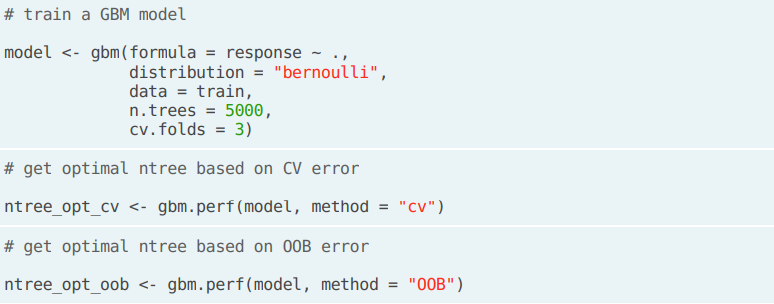 # train a GBM model
model <- gbm(formula = response ~ .,
distribution = "bernoulli",
data = train,
n.trees = 5000,
cv.folds = 3)
# get optimal ntree based on CV error
ntree_opt_cv <- gbm.perf(model, method = "cv")
# get optimal ntree based on OOB error
ntree_opt_oob <- gbm.perf(model, method = "OOB")